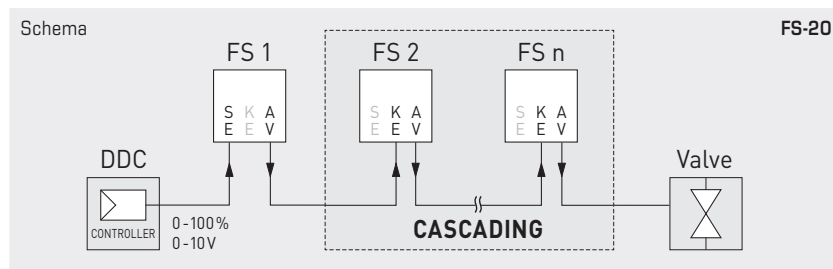 Schema
FS-20
FS 1
FS 2
FS n
S K A
E E V
S K A
E E V
S K A
E E V
DDC
CONTROLLER
0-100%
0-10V
CASCADING
Valve